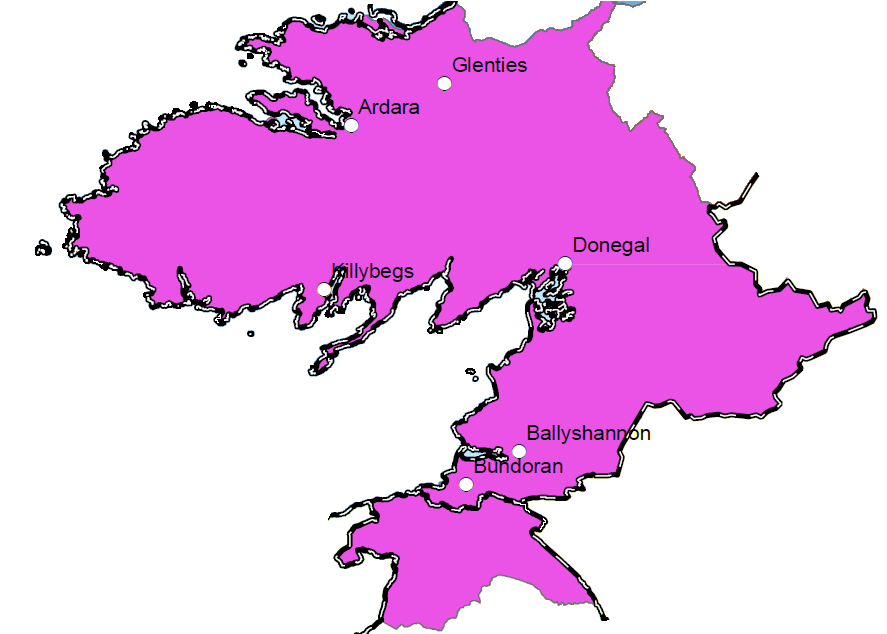 Glenties
Ardara
Donegal
Killybegs
Ballyshannon
Bundoran